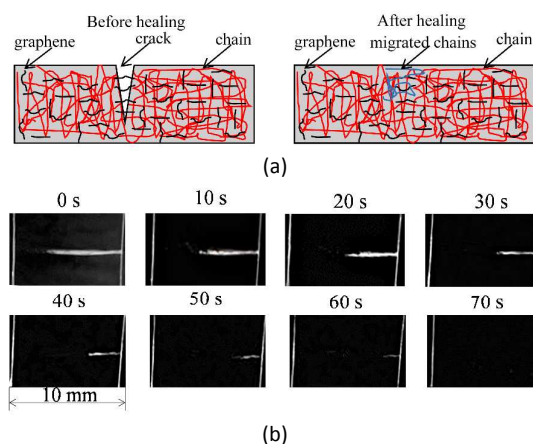 Before healing
graphene crack chain
After healing
graphene migrated chains chain
(a)
0 s 10 s 20 s 30 s
40 s 50 s 60 s 70 s
10 mm
(b)